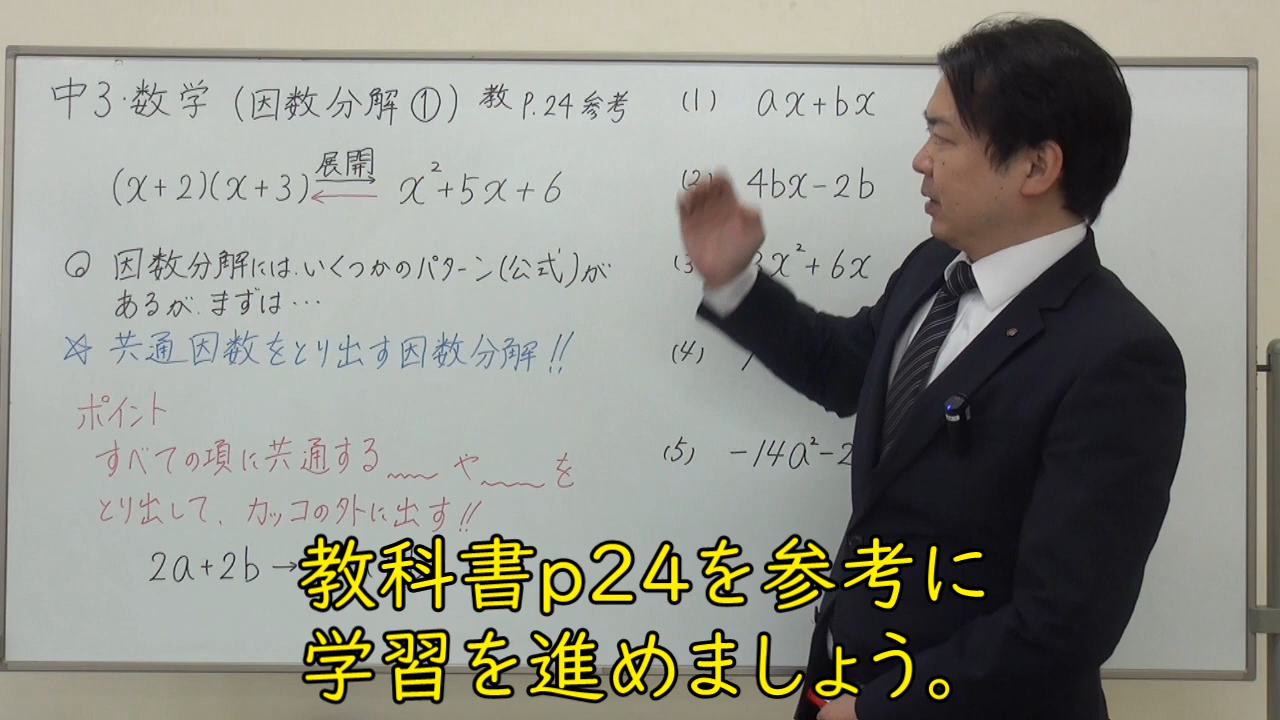 中3・数学 (因数分解①) 教 P.24 参考
(x+2)(x+3) 展開 x²+5x+6
◎ 因数分解には、いくつかのパターン(公式)が
あるが、まずは…
☆ 共通因数をとり出す因数分解!!
ポイント
すべての項に共通する や を
とり出して、カッコの外に出す!!
2a+2b →
(1) ax+bx
(2) 4bx-2b
x²+6x
(4)
(5) -14a²-2
教科書p24を参考に
学習を進めましょう。